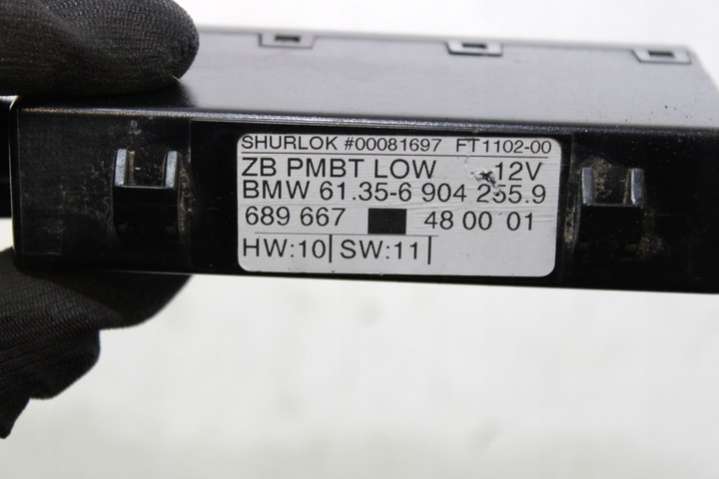 SHURLOK #00081697 FT1102-00
ZB PMBT LOW 12V
BMW 61.35-6 904 255.9
689 667 48 00 01
HW:10| SW:11|